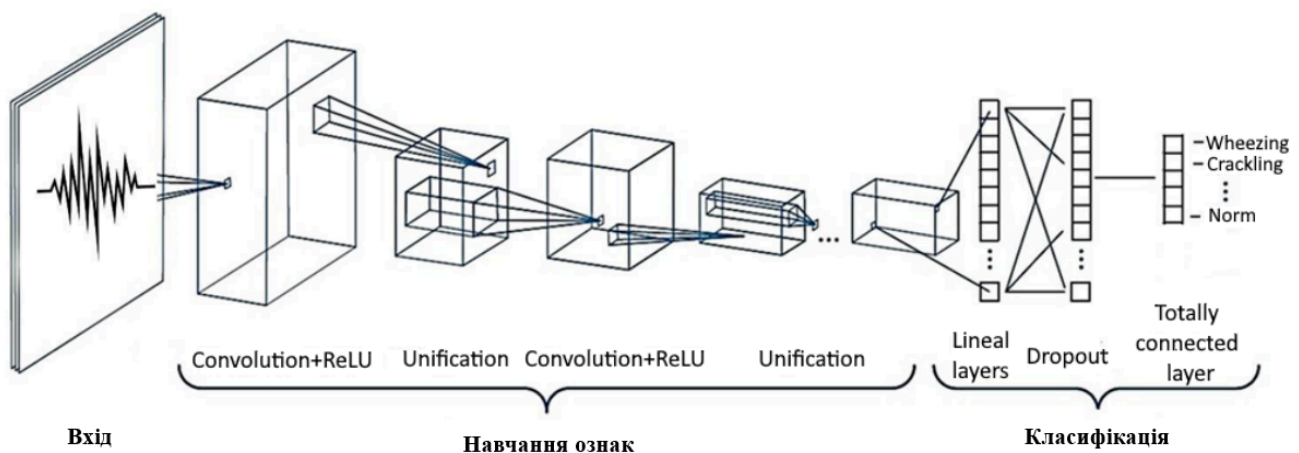 Wheezing
Crackling
Norm
Convolution+ReLU
Unification
Convolution+ReLU
Unification
Lineal
layers
Dropout
Totally
connected
layer
Вхід
Навчання ознак
Класифікація